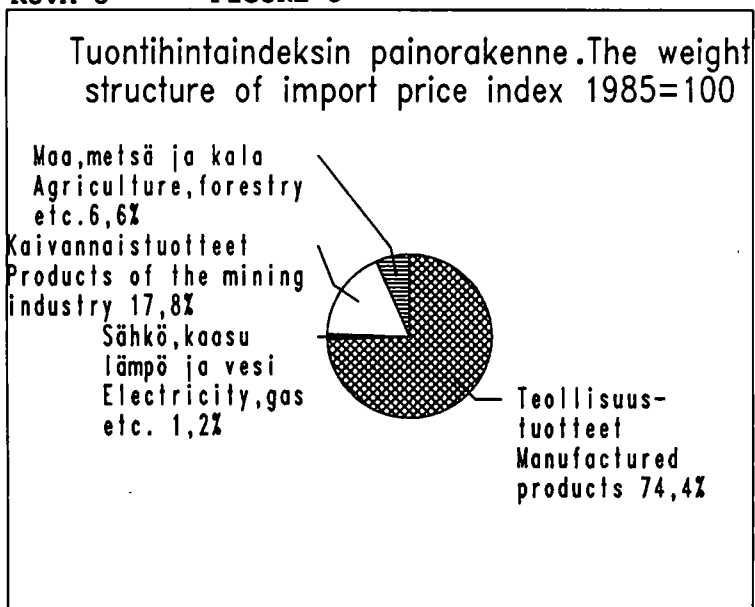 Tuontihintaindeksin painorakenne.The weight
structure of import price index 1985=100
Maa,metsä ja kala
Agriculture,forestry
etc.6,6%
Kaivannaistuotteet
Products of the mining
industry 17,8%
Sähkö,kaasu
lämpö ja vesi
Electricity,gas
etc. 1,2%
Teollisuus-
tuotteet
Manufactured
products 74,4%